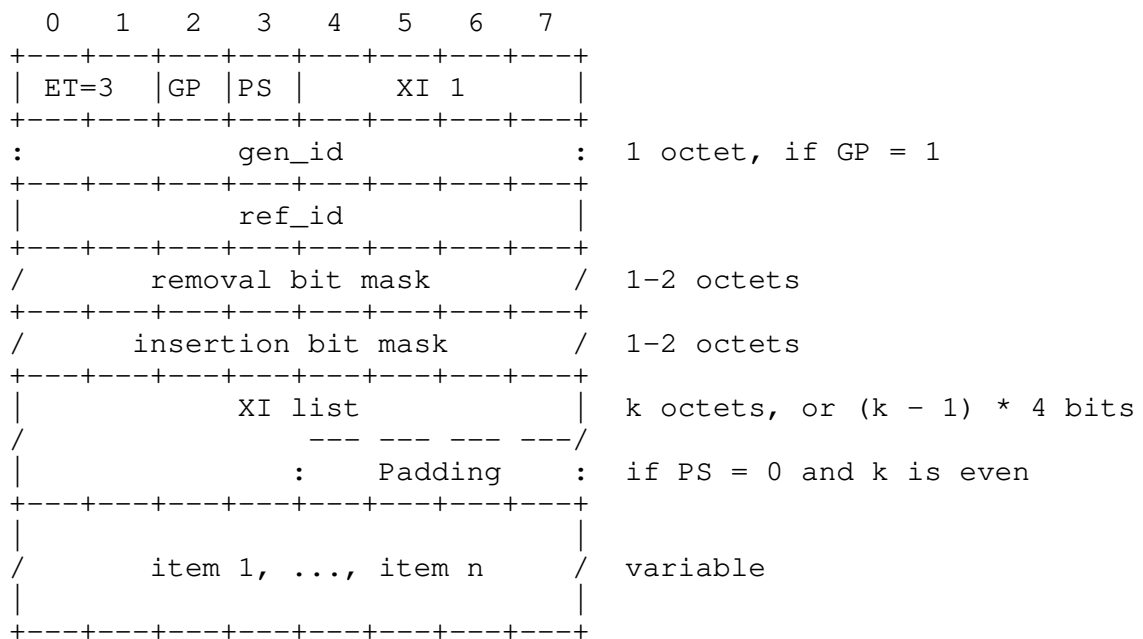 0   1   2   3   4   5   6   7
+---+---+---+---+---+---+---+---+
| ET=3  |GP |PS |     XI 1      |
+---+---+---+---+---+---+---+---+
:            gen_id             :  1 octet, if GP = 1
+---+---+---+---+---+---+---+---+
|            ref_id             |
+---+---+---+---+---+---+---+---+
/       removal bit mask        /  1-2 octets
+---+---+---+---+---+---+---+---+
/      insertion bit mask       /  1-2 octets
+---+---+---+---+---+---+---+---+
|            XI list            |  k octets, or (k - 1) * 4 bits
/                --- --- --- ---/
|               :    Padding    :  if PS = 0 and k is even
+---+---+---+---+---+---+---+---+
|                               |
/       item 1, ..., item n     /  variable
|                               |
+---+---+---+---+---+---+---+---+